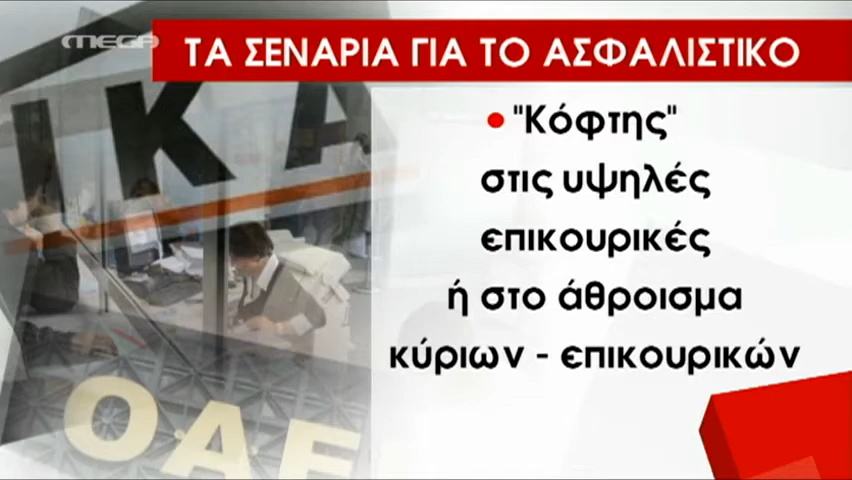 MEGA
ΤΑ ΣΕΝΑΡΙΑ ΓΙΑ ΤΟ ΑΣΦΑΛΙΣΤΙΚΟ
ΙΚΑ
• "Κόφτης"
στις υψηλές
επικουρικές
ή στο άθροισμα
κύριων - επικουρικών
ΟΑΕ